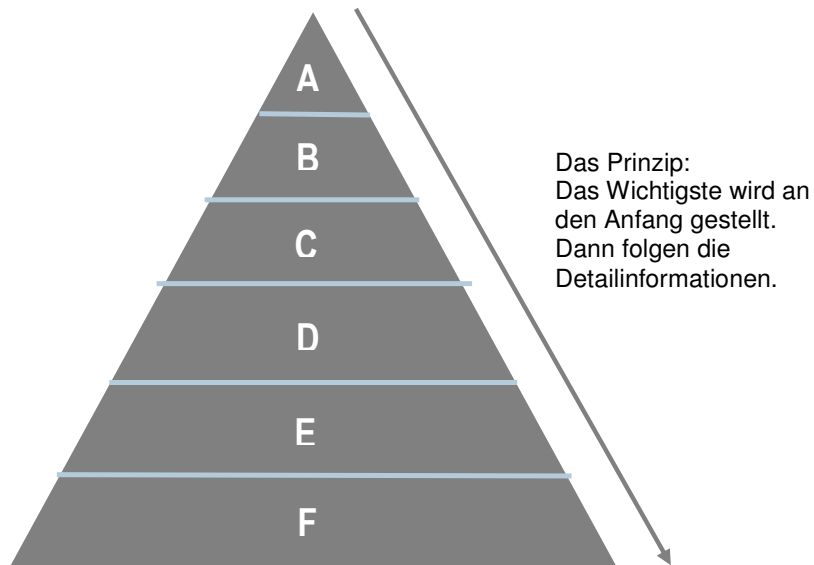 A
B
C
D
E
F
Das Prinzip:
Das Wichtigste wird an
den Anfang gestellt.
Dann folgen die
Detailinformationen.